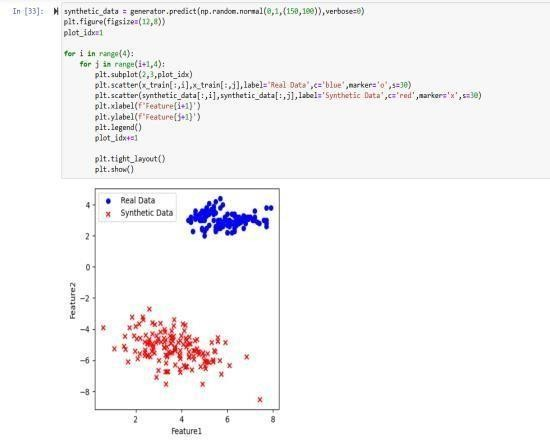 In [33]:
synthetic_data = generator.predict(np.random.normal(0,1,(150,100)),verbose=0)
plt.figure(figsize=(12,8))
plot_idx=1
for i in range(4):
for j in range(i+1,4):
plt.subplot(2,3,plot_idx)
plt.scatter(x_train[:,i],x_train[:,j],label='Real Data',c='blue',marker='o',s=30)
plt.scatter(synthetic_data[:,i],synthetic_data[:,j],label='Synthetic Data',c='red',marker='x',s=30)
plt.xlabel(f'Feature{i+1}')
plt.ylabel(f'Feature{j+1}')
plt.legend()
plot_idx+=1
plt.tight_layout()
plt.show()
Real Data
Synthetic Data
4
2
0
−2
−4
−6
−8
Feature2
2 4 6 8
Feature1